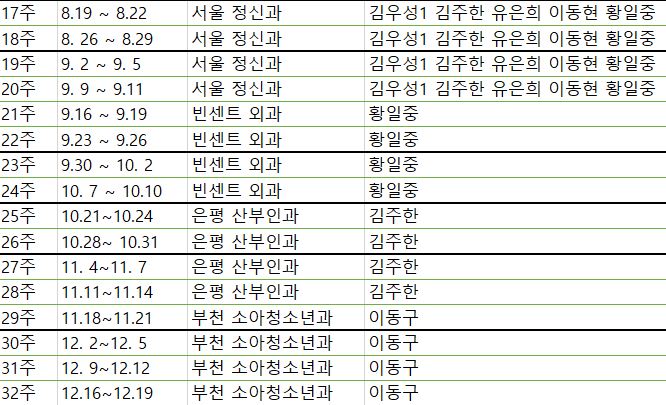 17주 8.19 ~ 8.22 서울 정신과 김우성1 김주한 유은희 이동현 황일중
18주 8. 26 ~ 8.29 서울 정신과 김우성1 김주한 유은희 이동현 황일중
19주 9. 2 ~ 9. 5 서울 정신과 김우성1 김주한 유은희 이동현 황일중
20주 9. 9 ~ 9.11 서울 정신과 김우성1 김주한 유은희 이동현 황일중
21주 9.16 ~ 9.19 빈센트 외과 황일중
22주 9.23 ~ 9.26 빈센트 외과 황일중
23주 9.30 ~ 10. 2 빈센트 외과 황일중
24주 10. 7 ~ 10.10 빈센트 외과 황일중
25주 10.21~10.24 은평 산부인과 김주한
26주 10.28~ 10.31 은평 산부인과 김주한
27주 11. 4~11. 7 은평 산부인과 김주한
28주 11.11~11.14 은평 산부인과 김주한
29주 11.18~11.21 부천 소아청소년과 이동구
30주 12. 2~12. 5 부천 소아청소년과 이동구
31주 12. 9~12.12 부천 소아청소년과 이동구
32주 12.16~12.19 부천 소아청소년과 이동구